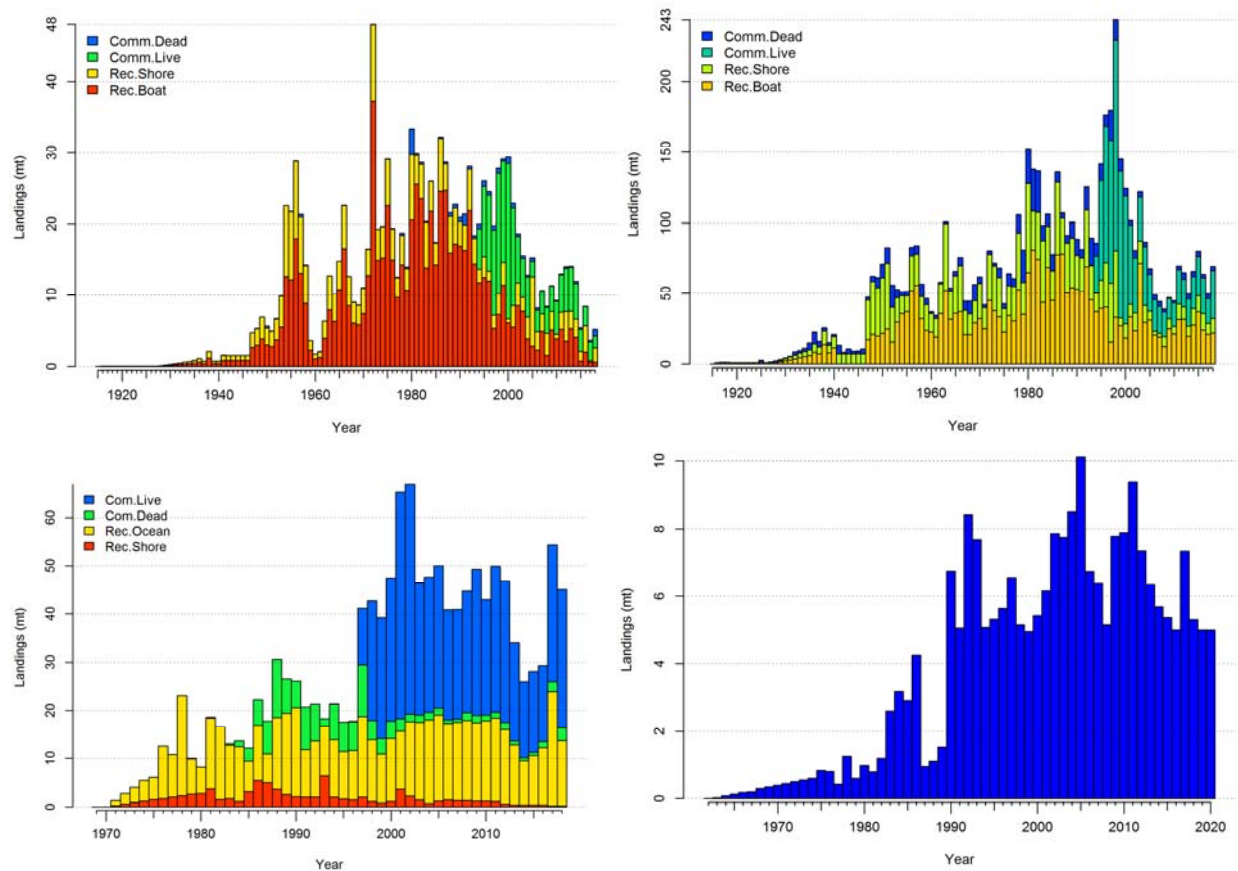 48
40
30
20
10
0
Landings (mt)
Comm.Dead
Comm.Live
Rec.Shore
Rec.Boat
1920 1940 1960 1980 2000
Year
243
200
150
100
50
0
Landings (mt)
Comm.Dead
Comm.Live
Rec.Shore
Rec.Boat
1920 1940 1960 1980 2000
Year
60
50
40
30
20
10
0
Landings (mt)
Com.Live
Com.Dead
Rec.Ocean
Rec.Shore
1970 1980 1990 2000 2010
Year
10
8
6
4
2
0
Landings (mt)
1970 1980 1990 2000 2010 2020
Year